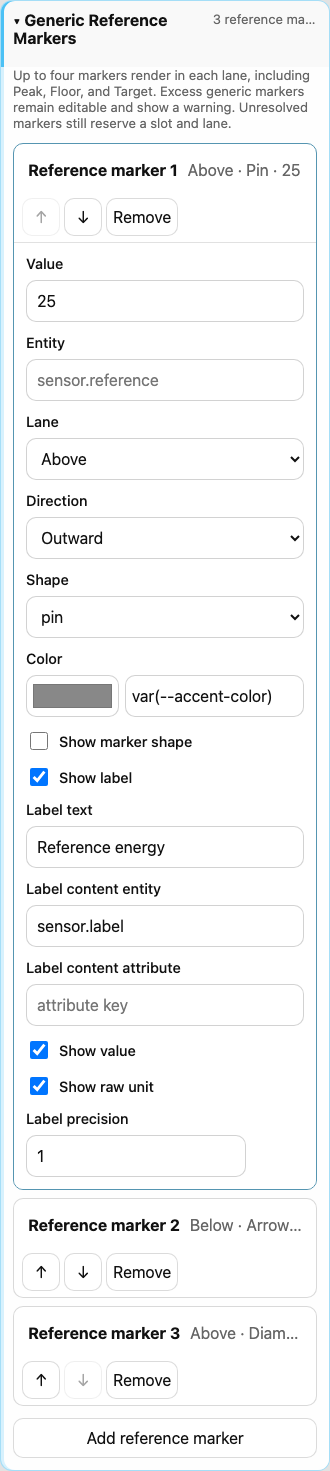 ▾ Generic Reference Markers
3 reference ma...
Up to four markers render in each lane, including
Peak, Floor, and Target. Excess generic markers
remain editable and show a warning. Unresolved
markers still reserve a slot and lane.
Reference marker 1 Above · Pin · 25
↑ ↓ Remove
Value
25
Entity
sensor.reference
Lane
Above
Direction
Outward
Shape
pin
Color
var(--accent-color)
Show marker shape
Show label
Label text
Reference energy
Label content entity
sensor.label
Label content attribute
attribute key
Show value
Show raw unit
Label precision
1
Reference marker 2 Below · Arrow...
↑ ↓ Remove
Reference marker 3 Above · Diam...
↑ ↓ Remove
Add reference marker